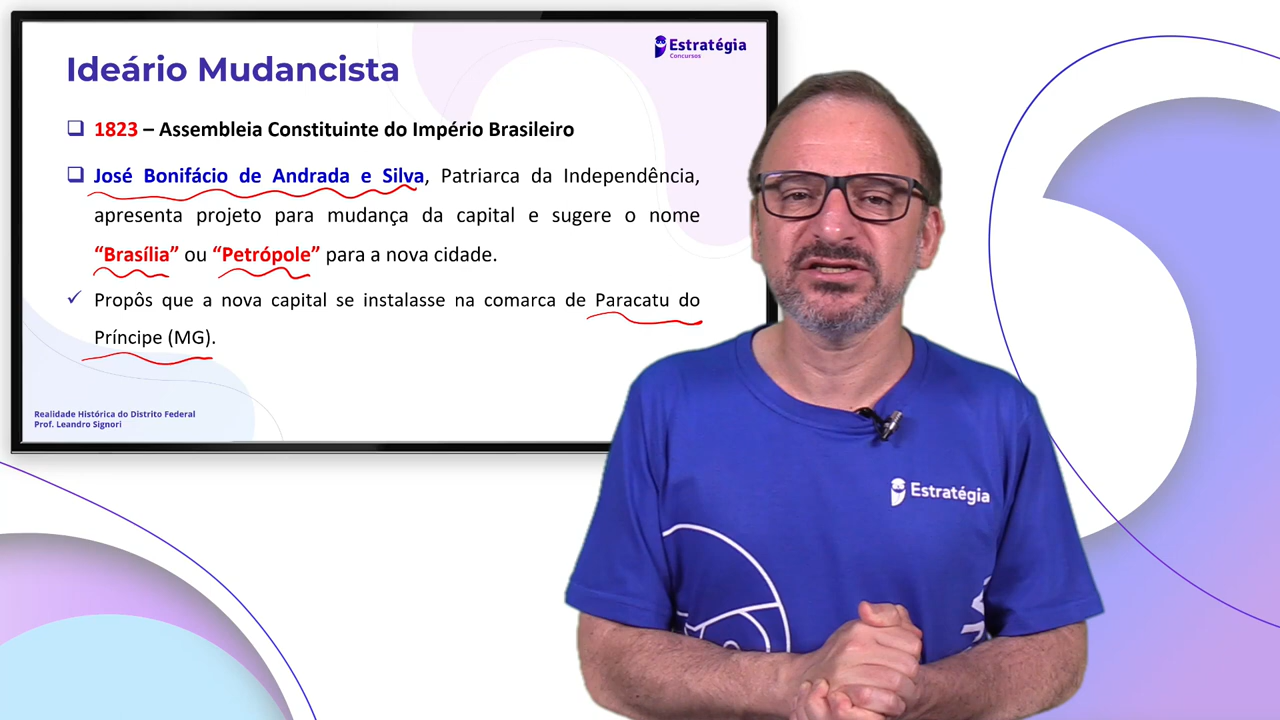 Estratégia
Concursos
Ideário Mudancista
1823 – Assembleia Constituinte do Império Brasileiro
José Bonifácio de Andrada e Silva, Patriarca da Independência,
apresenta projeto para mudança da capital e sugere o nome
“Brasília” ou “Petrópole” para a nova cidade.
Propôs que a nova capital se instalasse na comarca de Paracatu do
Príncipe (MG).
Realidade Histórica do Distrito Federal
Prof. Leandro Signori
Estratégia